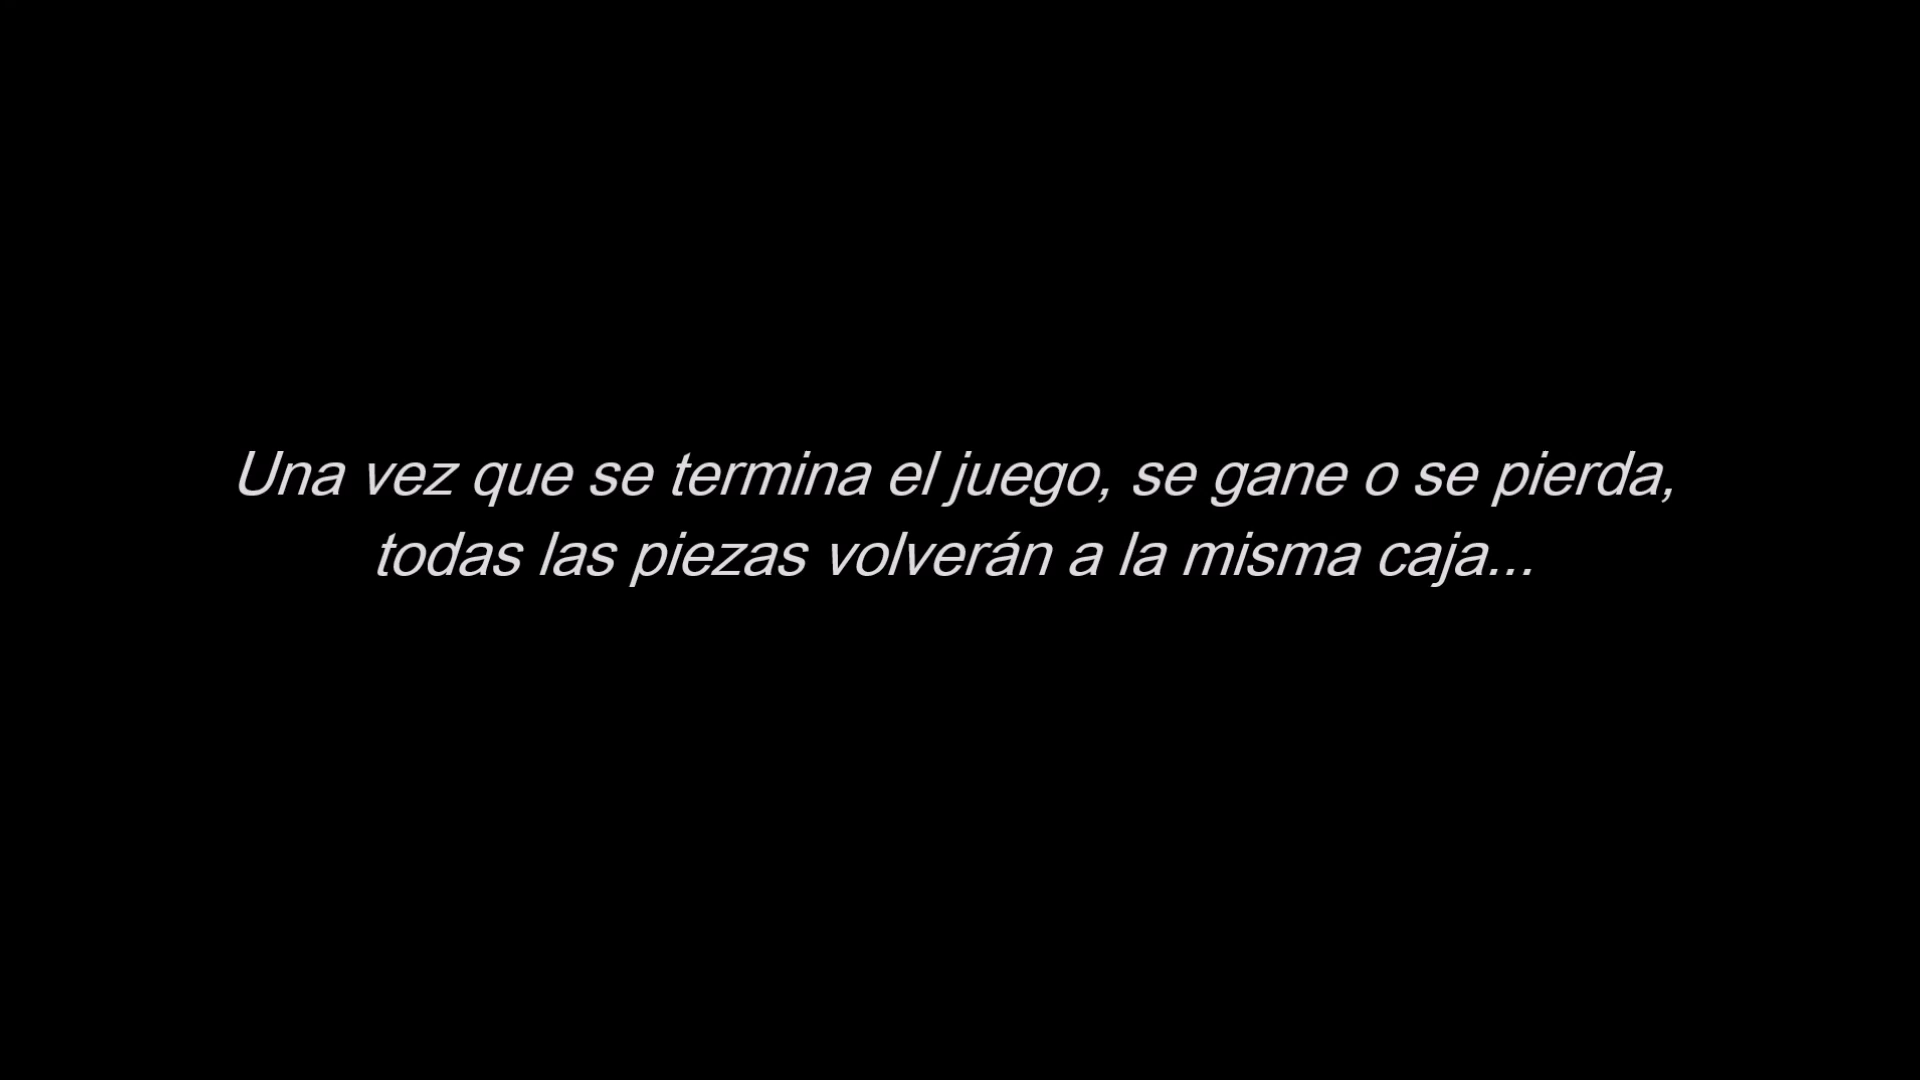 Una vez que se termina el juego, se gane o se pierda,
todas las piezas volverán a la misma caja...